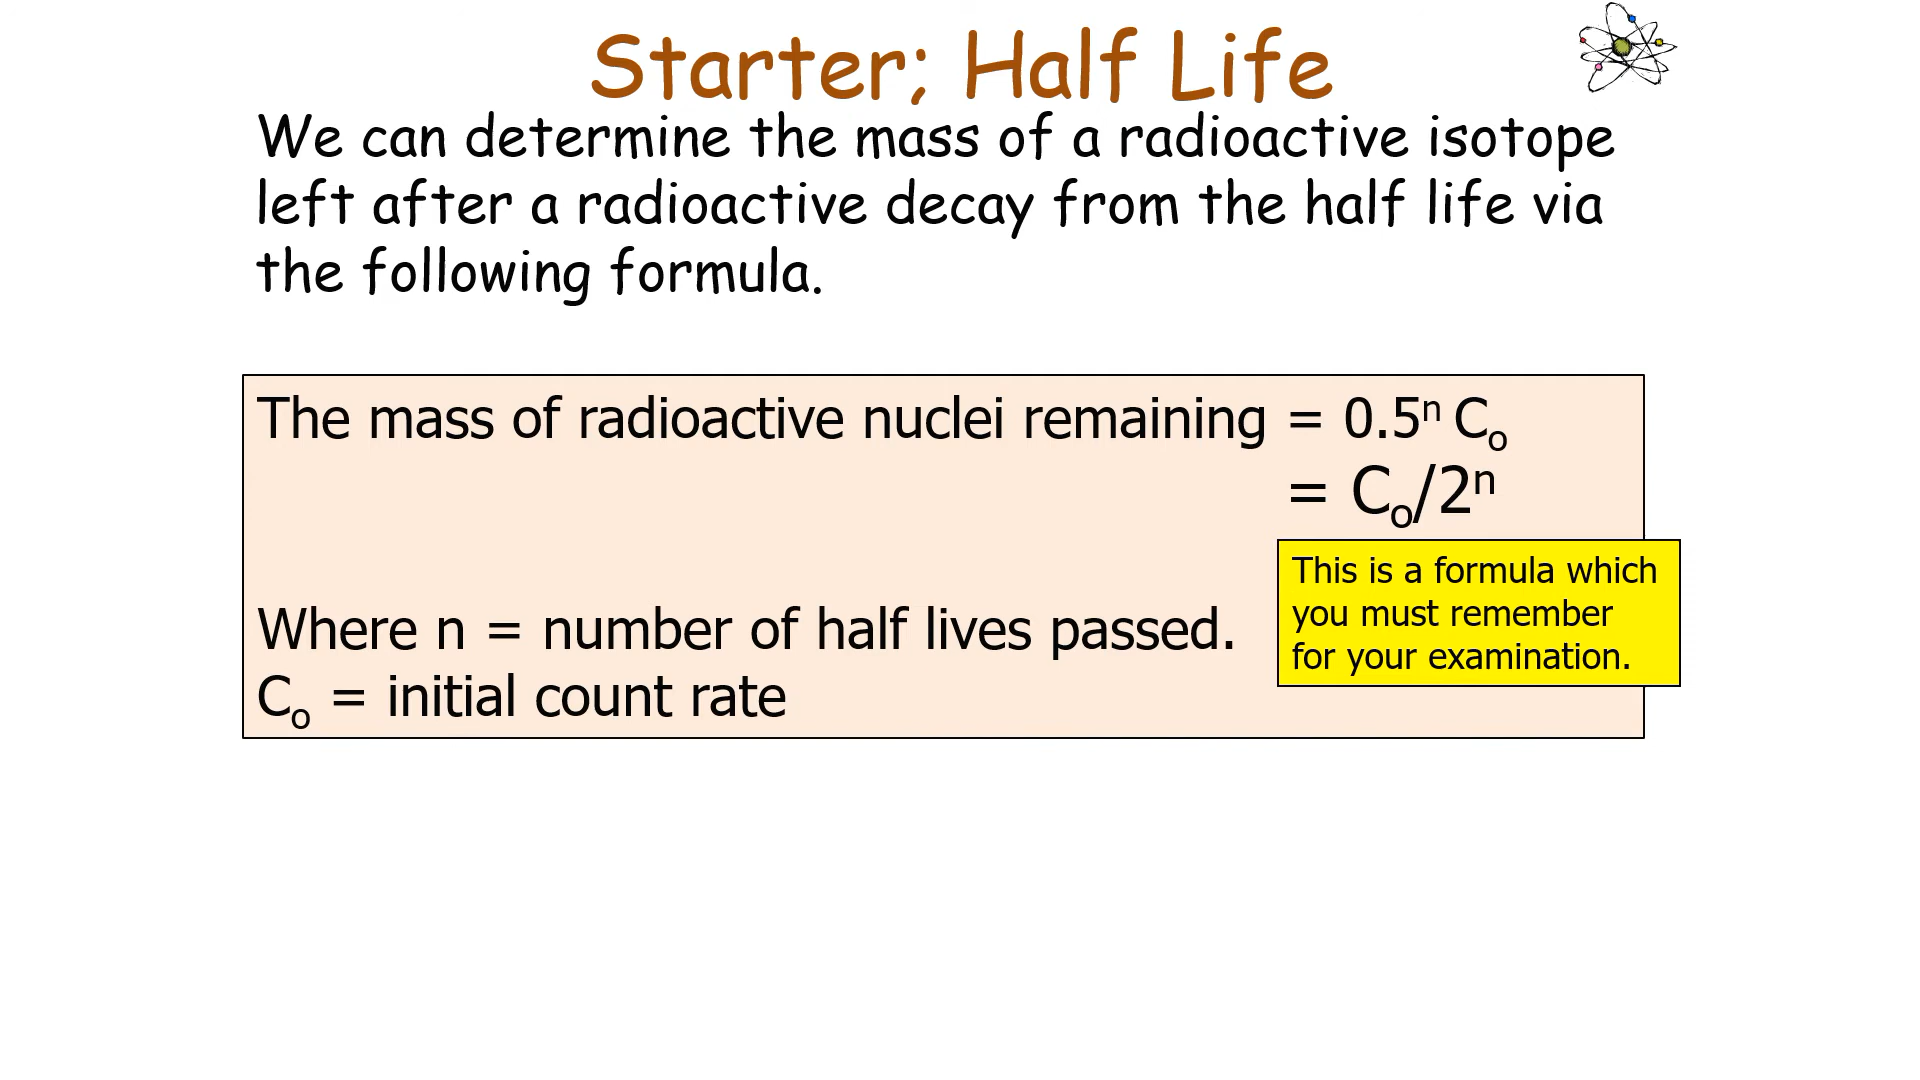 Starter; Half Life
We can determine the mass of a radioactive isotope
left after a radioactive decay from the half life via
the following formula.
The mass of radioactive nuclei remaining = 0.5ⁿ Cₒ
= Cₒ/2ⁿ
This is a formula which
you must remember
for your examination.
Where n = number of half lives passed.
Cₒ = initial count rate